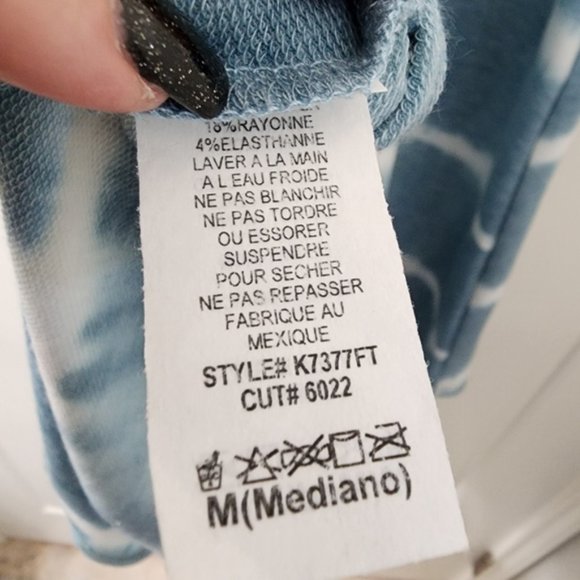 18%RAYONNE
4%ELASTHANNE
LAVER A LA MAIN
A L EAU FROIDE
NE PAS BLANCHIR
NE PAS TORDRE
OU ESSORER
SUSPENDRE
POUR SECHER
NE PAS REPASSER
FABRIQUE AU
MEXIQUE
STYLE# K7377FT
CUT# 6022
M(Mediano)